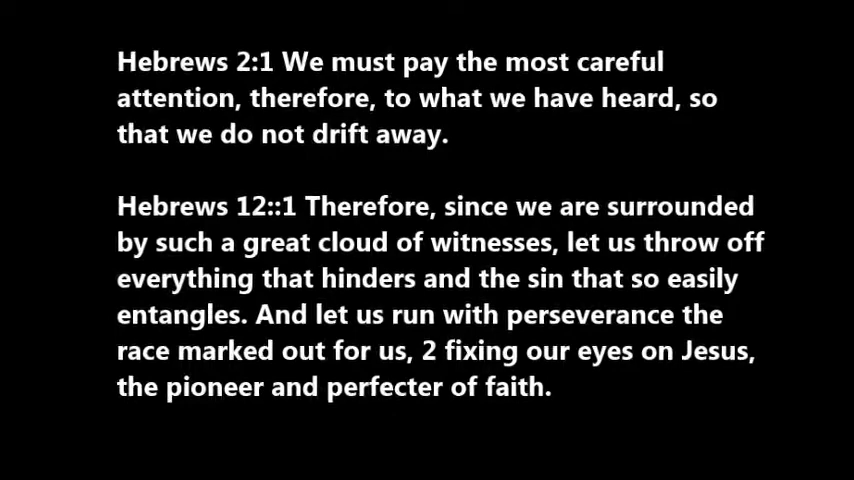 Hebrews 2:1 We must pay the most careful
attention, therefore, to what we have heard, so
that we do not drift away.
Hebrews 12::1 Therefore, since we are surrounded
by such a great cloud of witnesses, let us throw off
everything that hinders and the sin that so easily
entangles. And let us run with perseverance the
race marked out for us, 2 fixing our eyes on Jesus,
the pioneer and perfecter of faith.